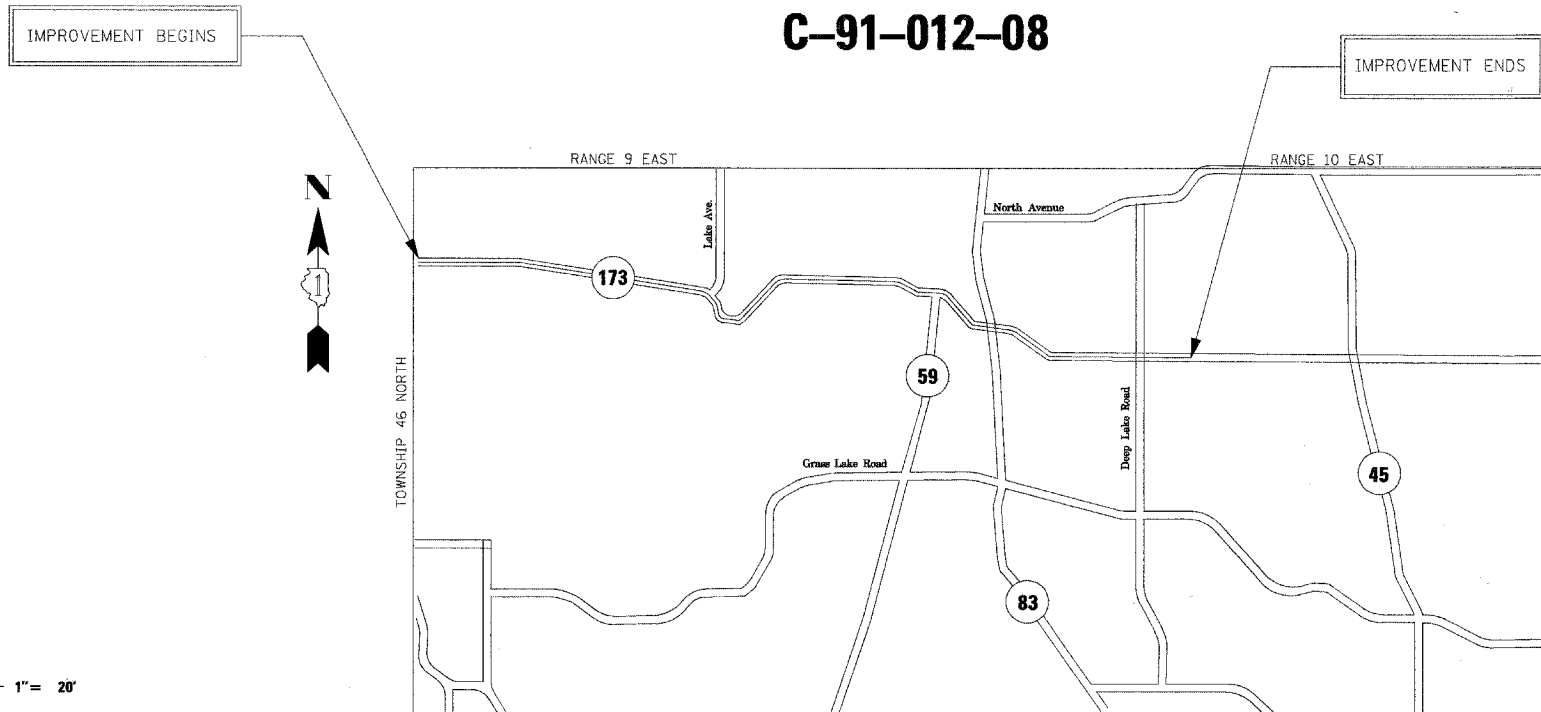 C–91–012–08
IMPROVEMENT BEGINS
IMPROVEMENT ENDS
RANGE 9 EAST
RANGE 10 EAST
N
Lake Ave.
North Avenue
173
1
TOWNSHIP 46 NORTH
59
Deep Lake Road
Grass Lake Road
45
83
1"= 20'